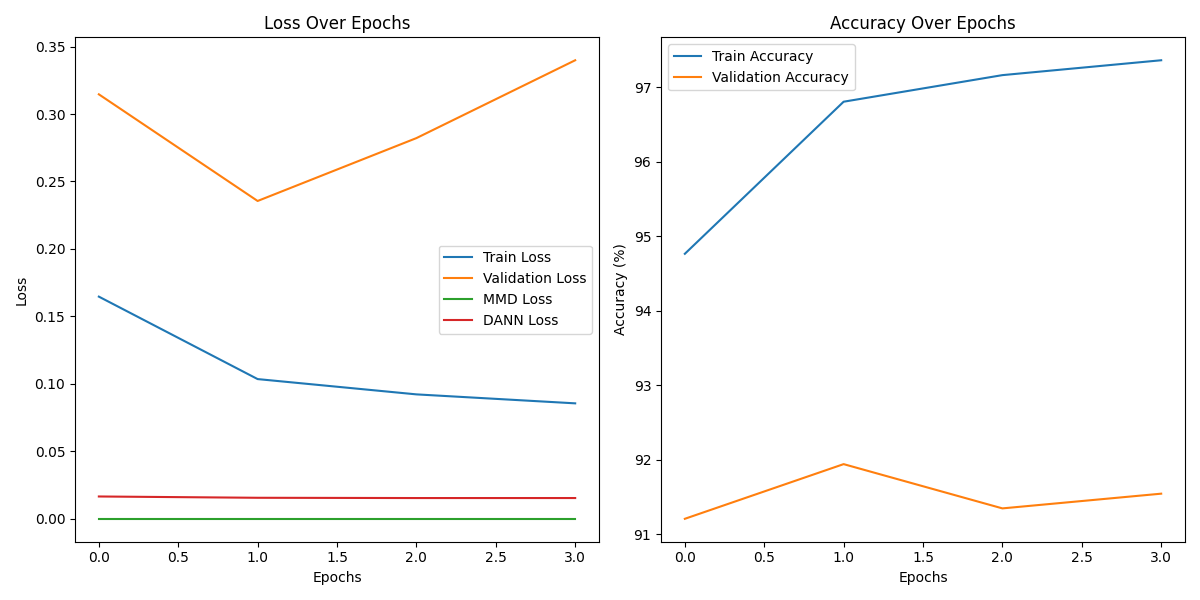 Loss Over Epochs
0.35
0.30
0.25
0.20
0.15
0.10
0.05
0.00
Loss
Train Loss
Validation Loss
MMD Loss
DANN Loss
0.0 0.5 1.0 1.5 2.0 2.5 3.0
Epochs
Accuracy Over Epochs
Train Accuracy
Validation Accuracy
97
96
95
94
93
92
91
Accuracy (%)
0.0 0.5 1.0 1.5 2.0 2.5 3.0
Epochs